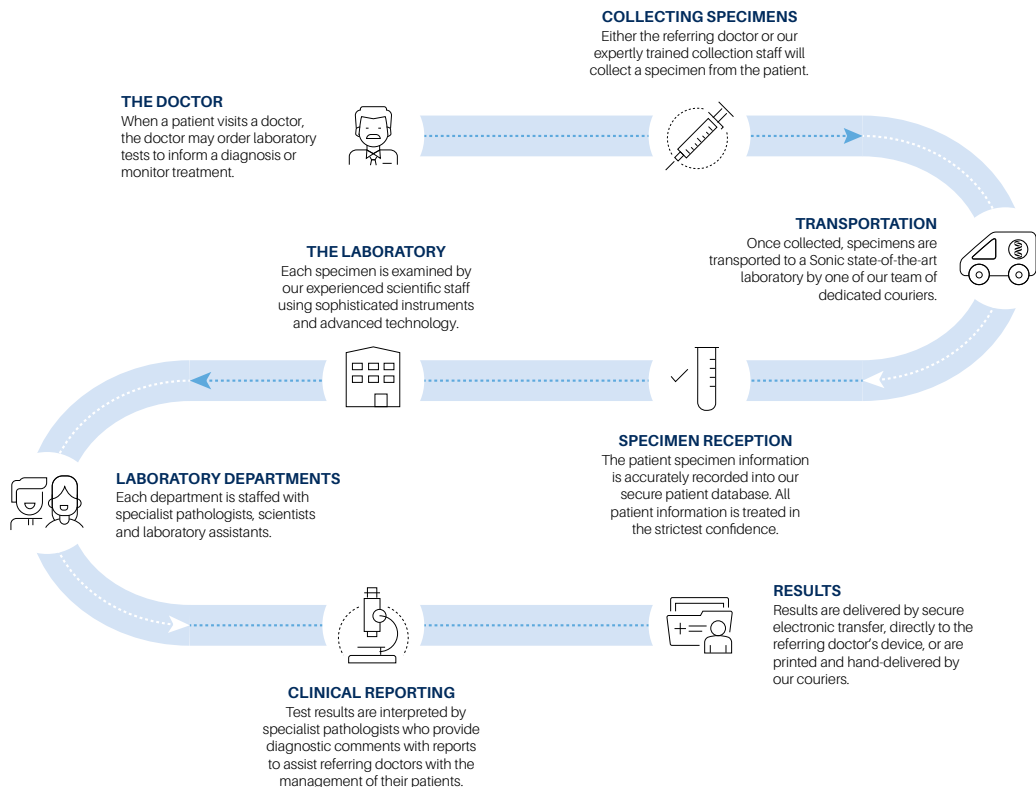 THE DOCTOR
When a patient visits a doctor,
the doctor may order laboratory
tests to inform a diagnosis or
monitor treatment.
COLLECTING SPECIMENS
Either the referring doctor or our
expertly trained collection staff will
collect a specimen from the patient.
TRANSPORTATION
Once collected, specimens are
transported to a Sonic state-of-the-art
laboratory by one of our team of
dedicated couriers.
SPECIMEN RECEPTION
The patient specimen information
is accurately recorded into our
secure patient database. All
patient information is treated in
the strictest confidence.
THE LABORATORY
Each specimen is examined by
our experienced scientific staff
using sophisticated instruments
and advanced technology.
LABORATORY DEPARTMENTS
Each department is staffed with
specialist pathologists, scientists
and laboratory assistants.
CLINICAL REPORTING
Test results are interpreted by
specialist pathologists who provide
diagnostic comments with reports
to assist referring doctors with the
management of their patients.
RESULTS
Results are delivered by secure
electronic transfer, directly to the
referring doctor's device, or are
printed and hand-delivered by
our couriers.